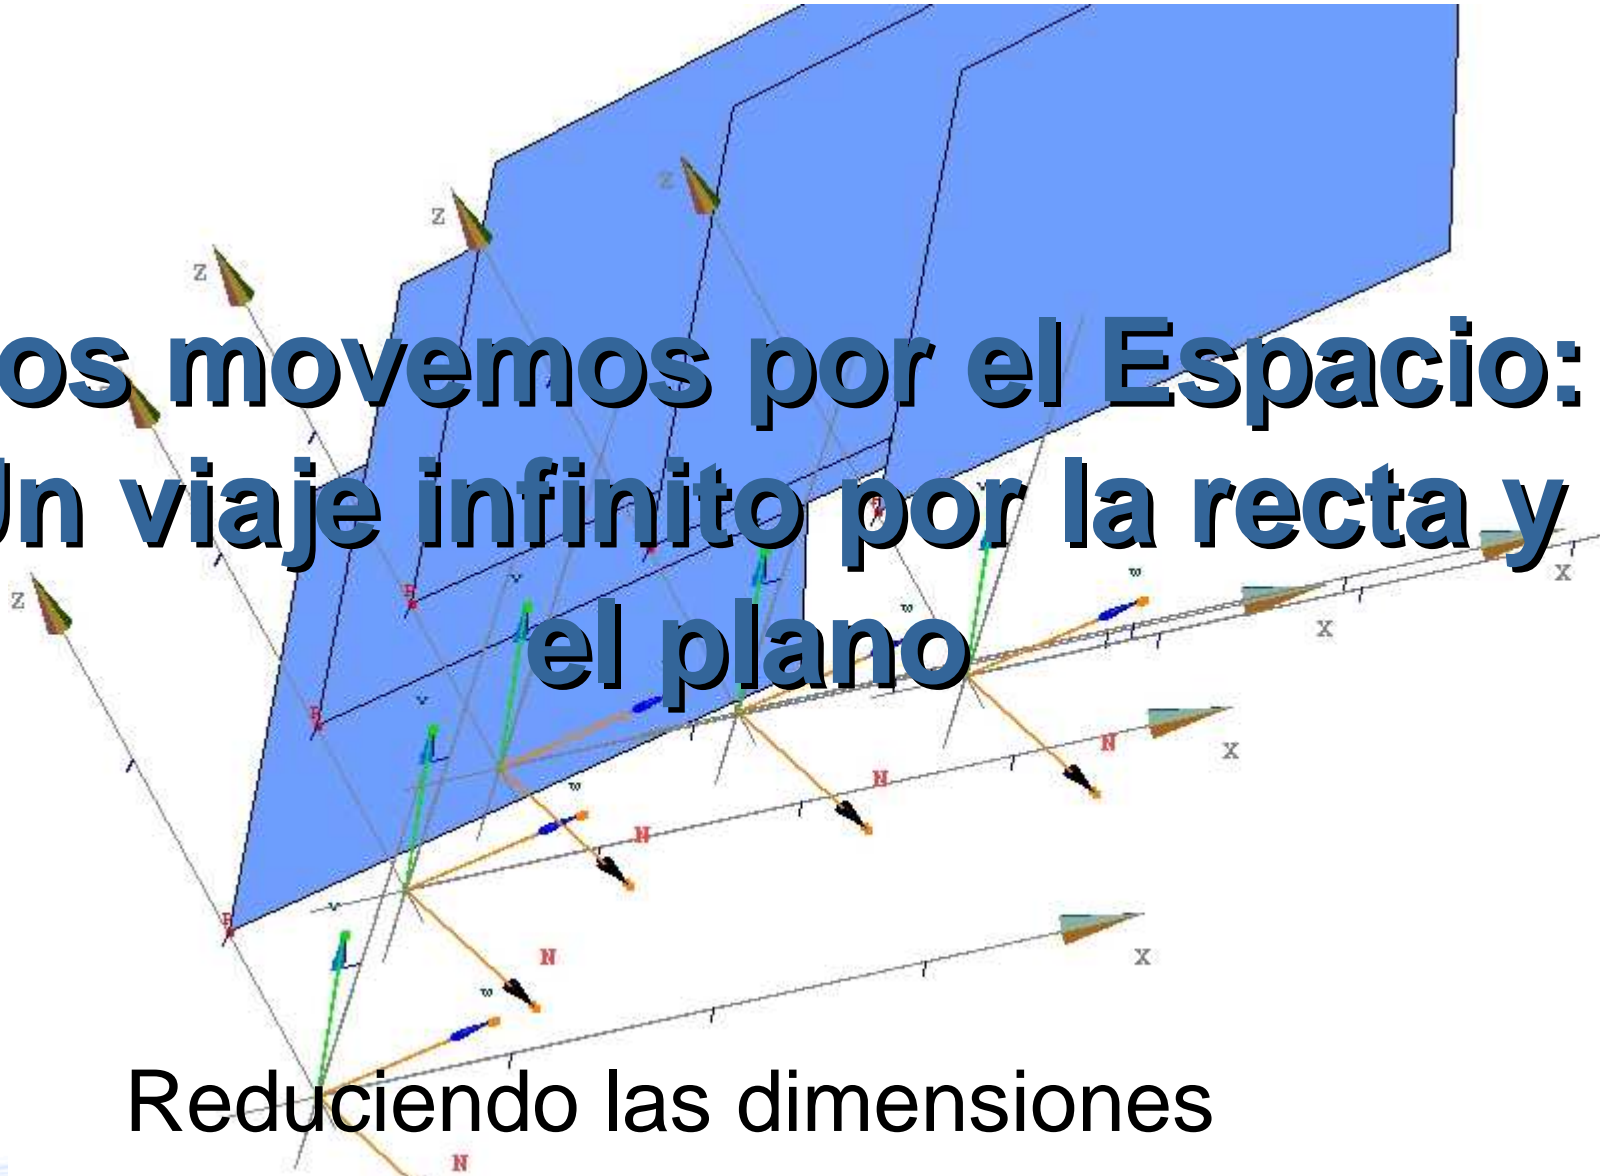 os movemos por el Espacio:
Un viaje infinito por la recta y
el plano
Z
Z
Z
Z
X
X
X
X
P
P
P
v
v
v
w
w
w
w
N
N
N
N
N
Reduciendo las dimensiones